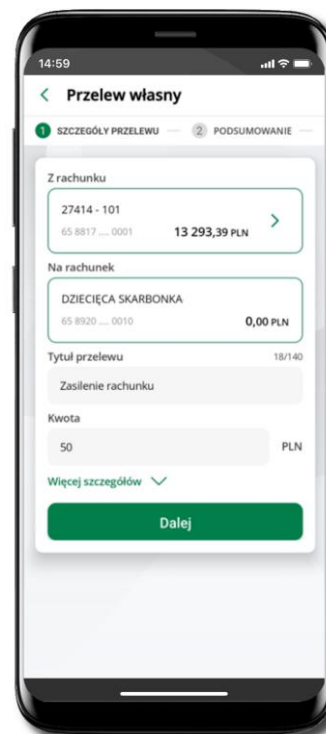 14:59
Przelew własny
1 SZCZEGÓŁY PRZELEWU
2 PODSUMOWANIE
Z rachunku
27414 - 101
65 8817 .... 0001 13 293,39 PLN
Na rachunek
DZIECIĘCA SKARBONKA
65 8920 .... 0010 0,00 PLN
Tytuł przelewu 18/140
Zasilenie rachunku
Kwota
50 PLN
Więcej szczegółów
Dalej